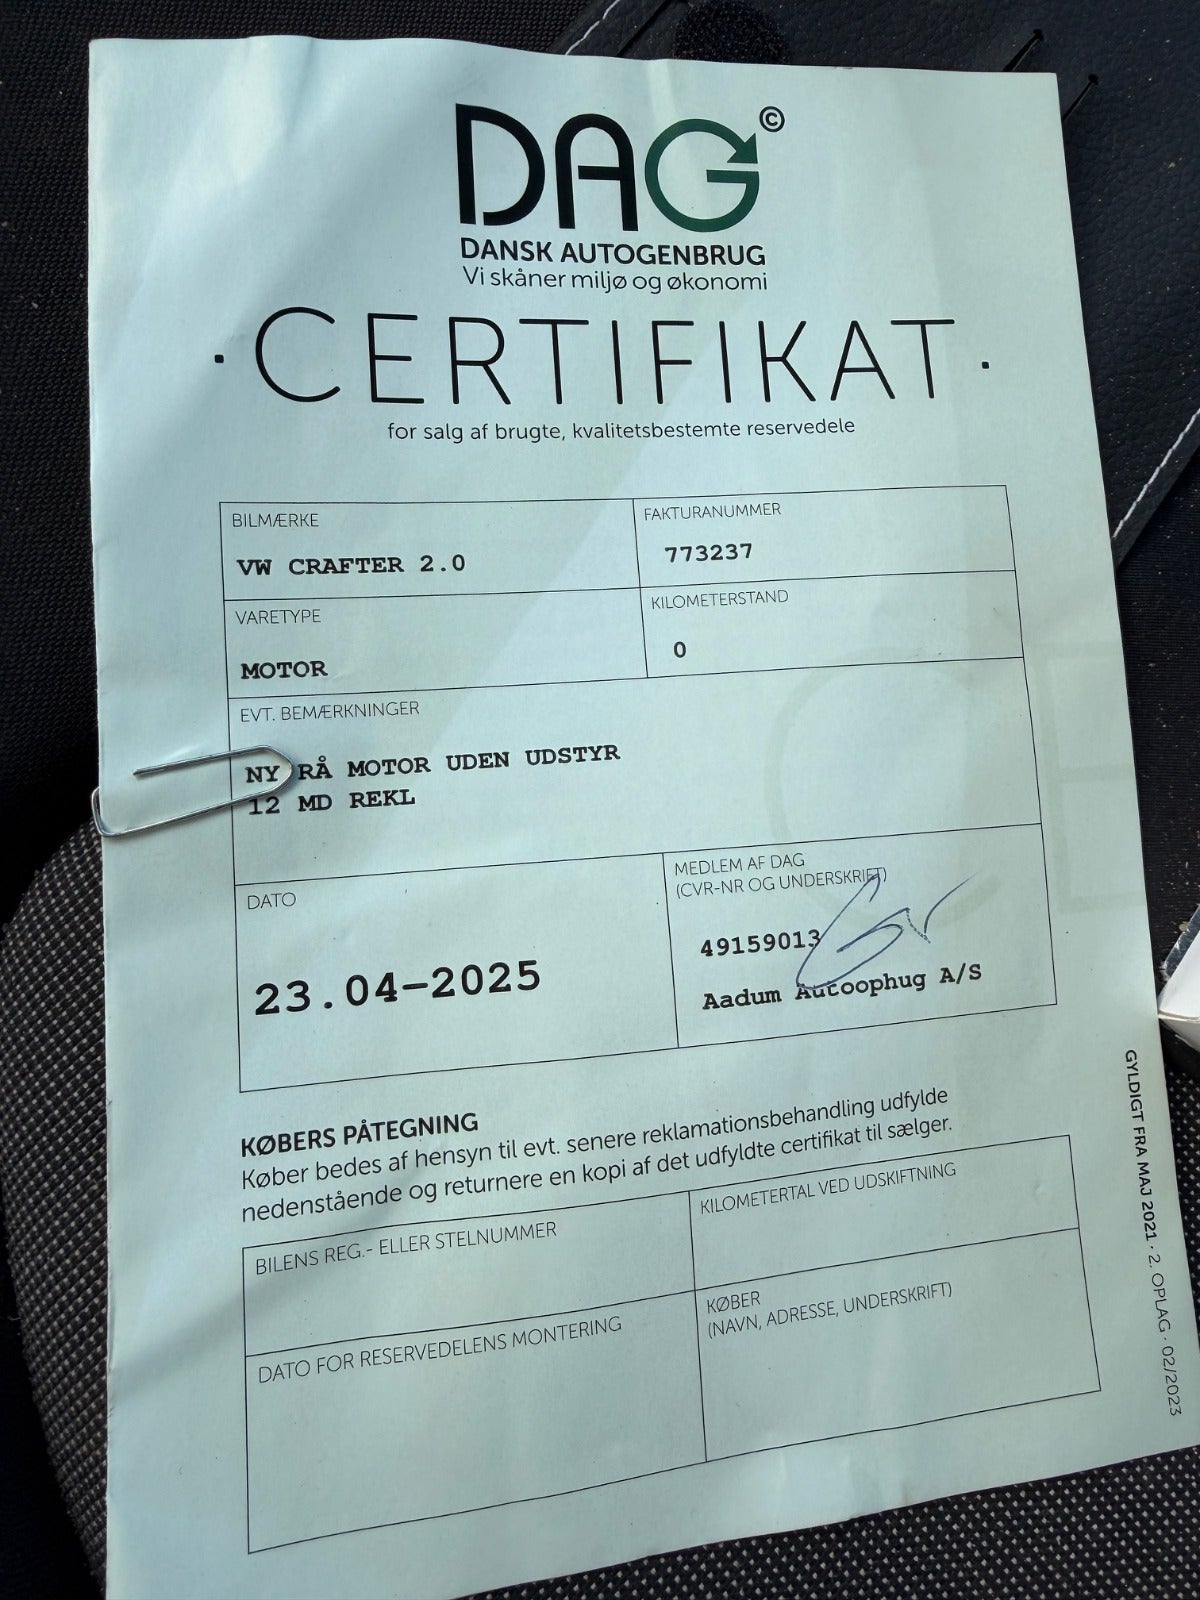 DAG©
DANSK AUTOGENBRUG
Vi skåner miljø og økonomi
· CERTIFIKAT ·
for salg af brugte, kvalitetsbestemte reservedele
BILMÆRKE
VW CRAFTER 2.0
FAKTURANUMMER
773237
VARETYPE
MOTOR
KILOMETERSTAND
0
EVT. BEMÆRKNINGER
NY RÅ MOTOR UDEN UDSTYR
12 MD REKL
DATO
23.04-2025
MEDLEM AF DAG
(CVR-NR OG UNDERSKRIFT)
49159013
Aadum Autoophug A/S
KØBERS PÅTEGNING
Køber bedes af hensyn til evt. senere reklamationsbehandling udfylde
nedenstående og returnere en kopi af det udfyldte certifikat til sælger.
BILENS REG.- ELLER STELNUMMER
KILOMETERTAL VED UDSKIFTNING
DATO FOR RESERVEDELENS MONTERING
KØBER
(NAVN, ADRESSE, UNDERSKRIFT)
GYLDIGT FRA MAJ 2021 · 2. OPLAG · 02/2023